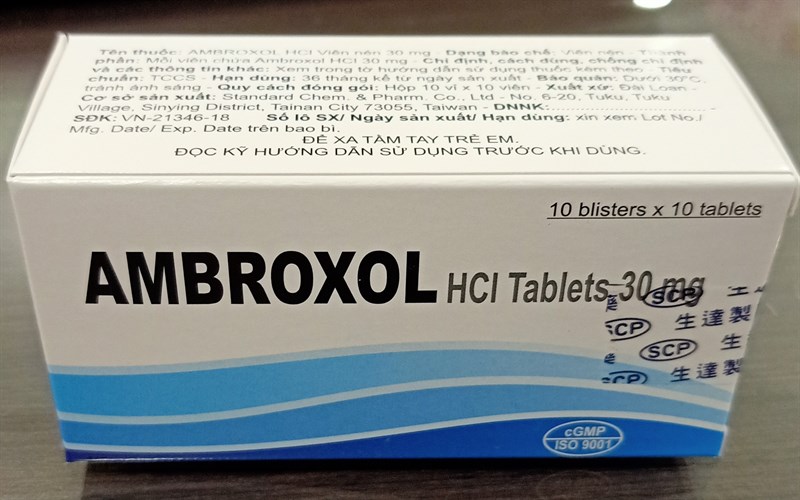 Tên thuốc: AMBROXOL HCl Viên nén 30 mg - Dạng bào chế: Viên nén - Thành
phần: Mỗi viên chứa Ambroxol HCl 30 mg - Chỉ định, cách dùng, chống chỉ định
và các thông tin khác: Xem trong tờ hướng dẫn sử dụng thuốc kèm theo - Tiêu
chuẩn: TCCS - Hạn dùng: 36 tháng kể từ ngày sản xuất - Bảo quản: Dưới 30°C,
tránh ánh sáng - Quy cách đóng gói: Hộp 10 vỉ x 10 viên - Xuất xứ: Đài Loan -
Cơ sở sản xuất: Standard Chem. & Pharm. Co., Ltd - No. 6-20, Tuku, Tuku
Village, Sinying District, Tainan City 73055, Taiwan - DNNK:........................ -
SĐK: VN-21346-18 Số lô SX/ Ngày sản xuất/ Hạn dùng: xin xem Lot No./
Mfg. Date/ Exp. Date trên bao bì.
ĐỂ XA TẦM TAY TRẺ EM.
ĐỌC KỸ HƯỚNG DẪN SỬ DỤNG TRƯỚC KHI DÙNG.
10 blisters x 10 tablets
AMBROXOL HCl Tablets 30 mg
SCP
SCP 生達製
SCP 生達製
SCP
cGMP
ISO 9001